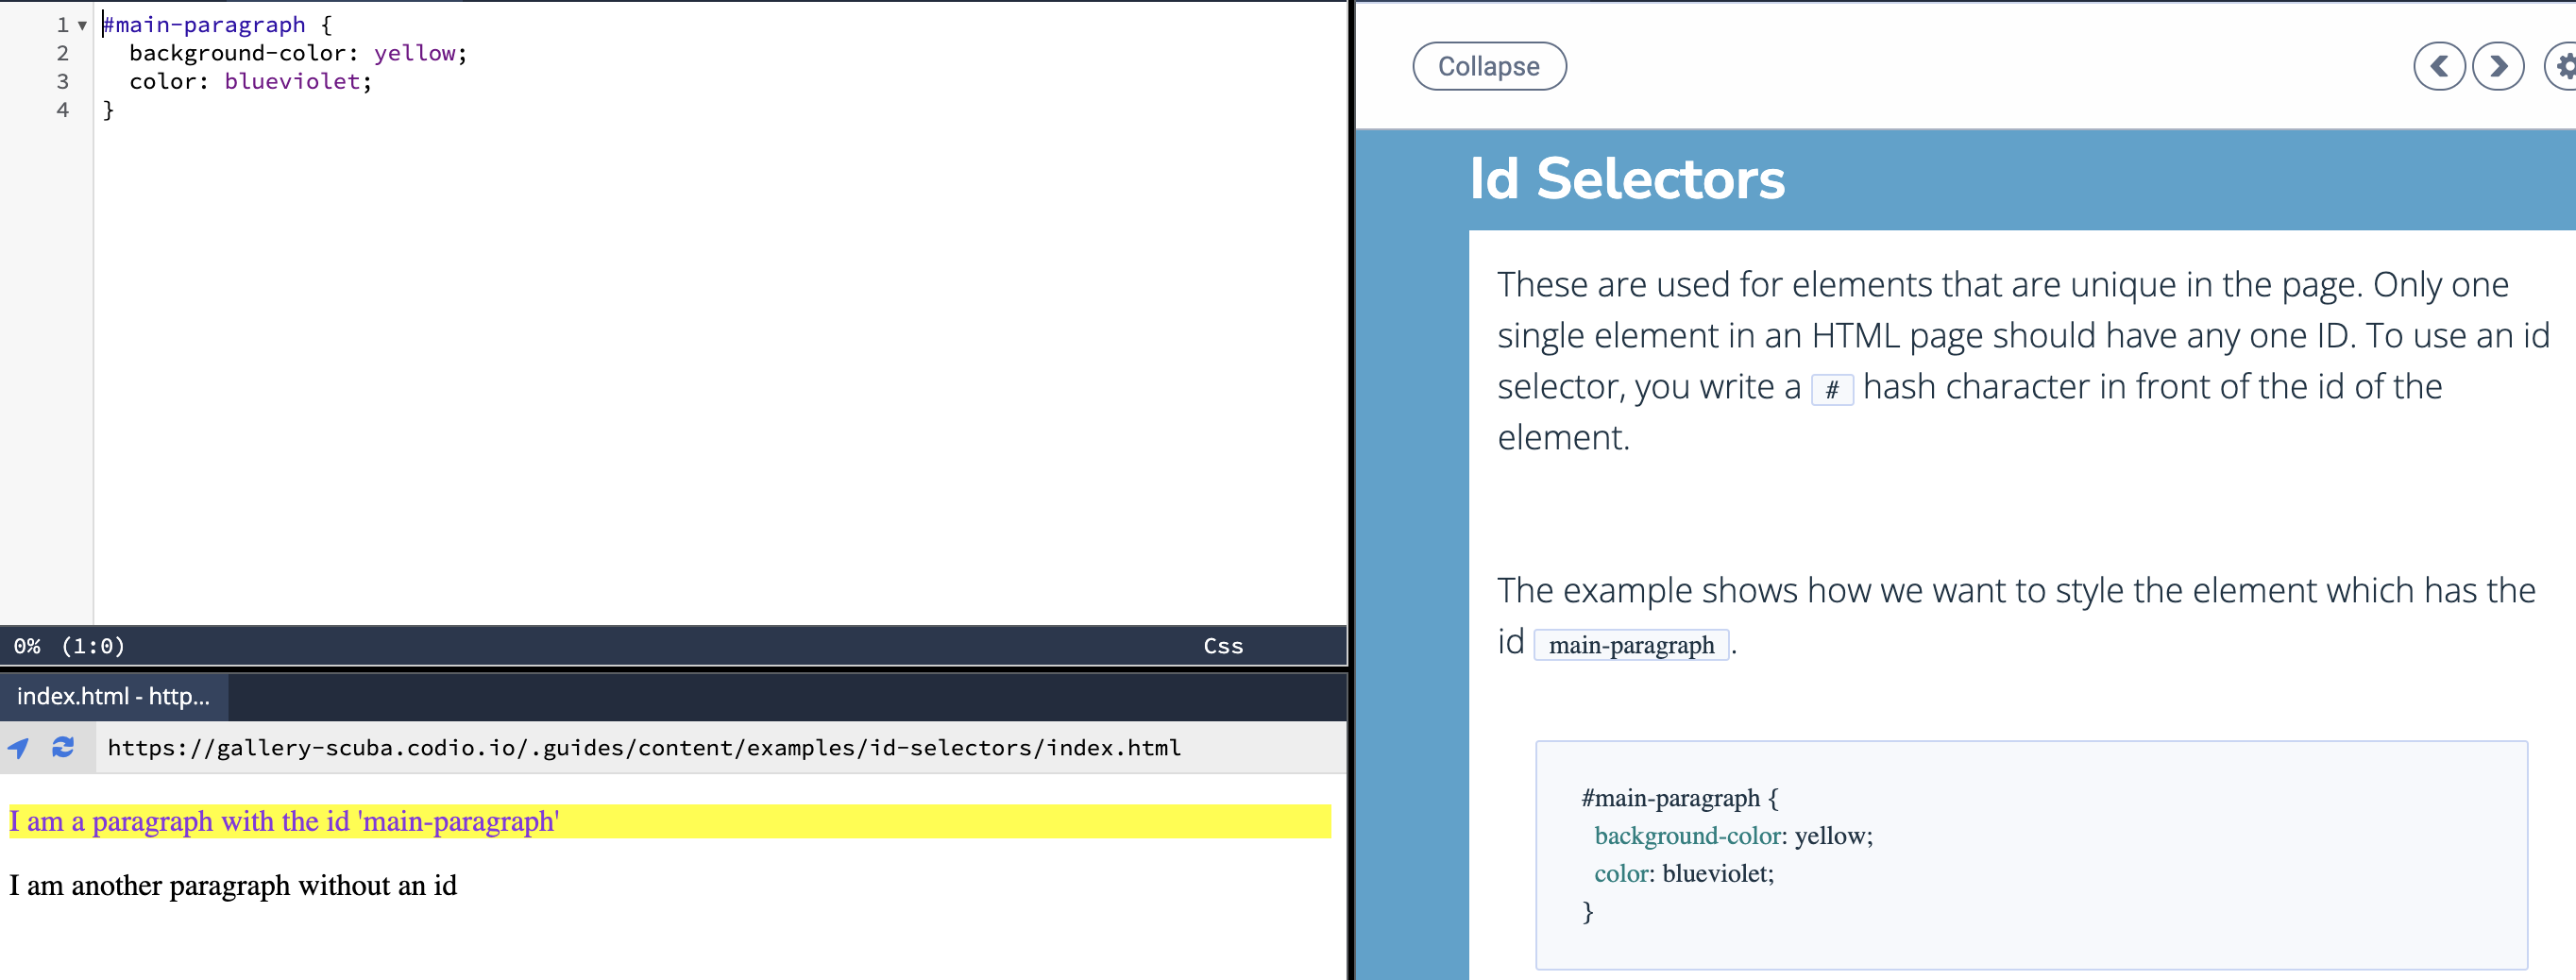 1 #main-paragraph {
2 background-color: yellow;
3 color: blueviolet;
4 }
0% (1:0) Css
index.html - http...
https://gallery-scuba.codio.io/.guides/content/examples/id-selectors/index.html
I am a paragraph with the id 'main-paragraph'
I am another paragraph without an id
Collapse
Id Selectors
These are used for elements that are unique in the page. Only one
single element in an HTML page should have any one ID. To use an id
selector, you write a # hash character in front of the id of the
element.
The example shows how we want to style the element which has the
id main-paragraph.
#main-paragraph {
background-color: yellow;
color: blueviolet;
}